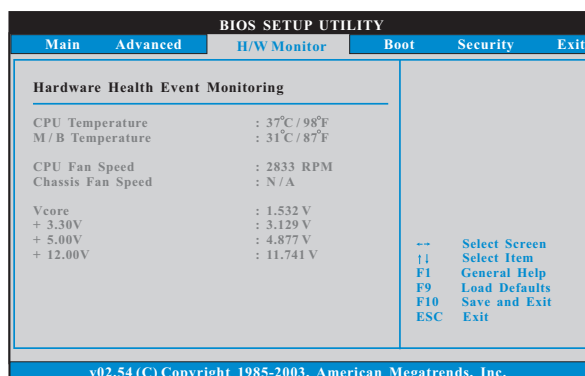 BIOS SETUP UTILITY
Main Advanced H/W Monitor Boot Security Exit
Hardware Health Event Monitoring
CPU Temperature : 37°C / 98°F
M / B Temperature : 31°C / 87°F
CPU Fan Speed : 2833 RPM
Chassis Fan Speed : N / A
Vcore : 1.532 V
+ 3.30V : 3.129 V
+ 5.00V : 4.877 V
+ 12.00V : 11.741 V
←→ Select Screen
↑↓ Select Item
F1 General Help
F9 Load Defaults
F10 Save and Exit
ESC Exit
v02.54 (C) Copyright 1985-2003, American Megatrends, Inc.